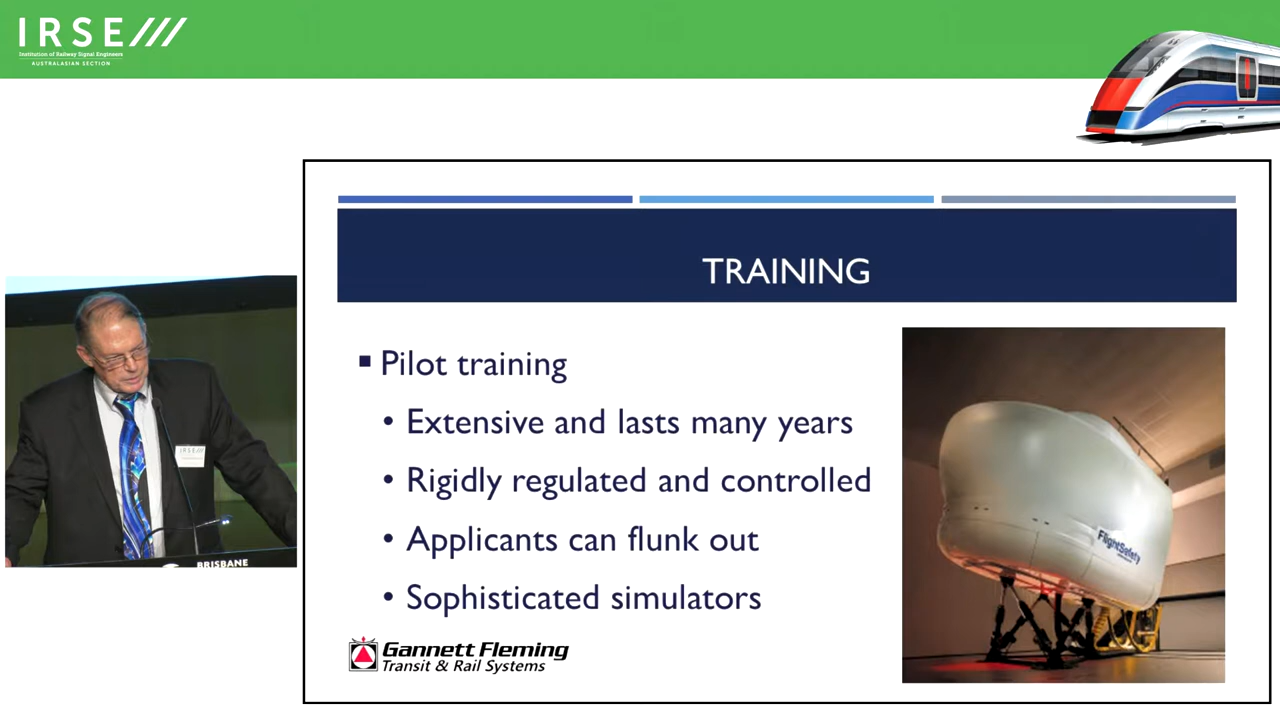 IRSE///
Institution of Railway Signal Engineers
AUSTRALASIAN SECTION
TRAINING
▪ Pilot training
• Extensive and lasts many years
• Rigidly regulated and controlled
• Applicants can flunk out
• Sophisticated simulators
Gannett Fleming
Transit & Rail Systems
FlightSafety
IRSE///
BRISBANE